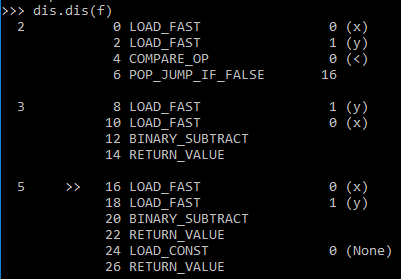 >>> dis.dis(f)
2 0 LOAD_FAST 0 (x)
2 LOAD_FAST 1 (y)
4 COMPARE_OP 0 (<)
6 POP_JUMP_IF_FALSE 16
3 8 LOAD_FAST 1 (y)
10 LOAD_FAST 0 (x)
12 BINARY_SUBTRACT
14 RETURN_VALUE
5 >> 16 LOAD_FAST 0 (x)
18 LOAD_FAST 1 (y)
20 BINARY_SUBTRACT
22 RETURN_VALUE
24 LOAD_CONST 0 (None)
26 RETURN_VALUE